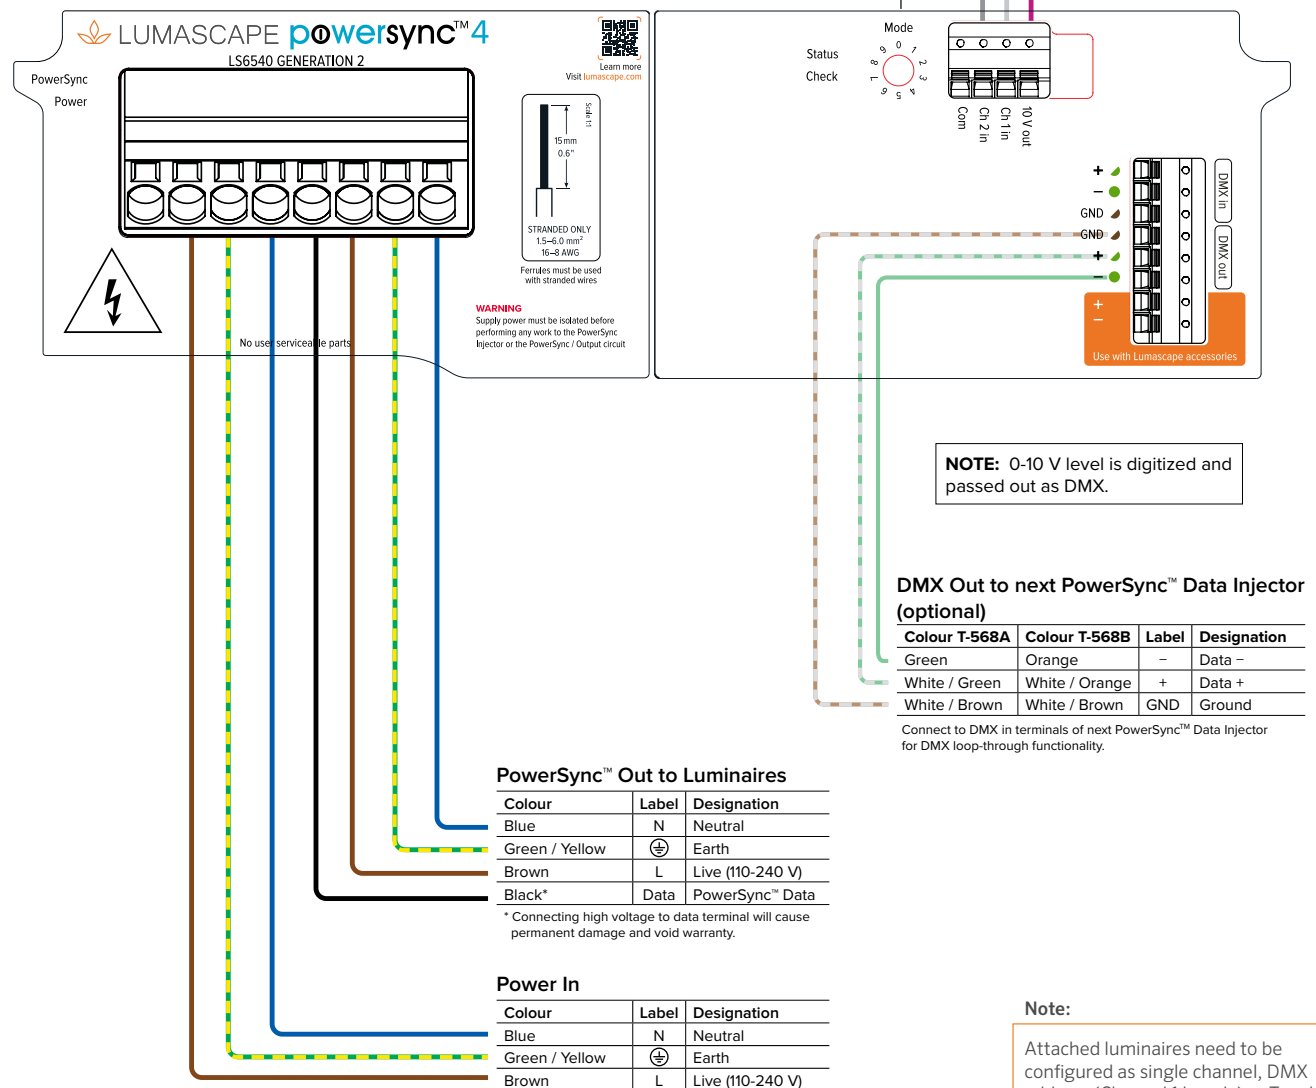 LUMASCAPE powersync™ 4
LS6540 GENERATION 2
PowerSync
Power
Learn more
Visit lumascape.com
Scale 1:1
15 mm
0.6"
STRANDED ONLY
1.5–6.0 mm²
16–8 AWG
Ferrules must be used
with stranded wires
WARNING
Supply power must be isolated before
performing any work to the PowerSync
Injector or the PowerSync / Output circuit
No user serviceable parts
Status
Check
Mode
0 1 2 3 4 5 6 7 8 9
Com
Ch 2 in
Ch 1 in
10 V out
+
–
GND
GND
+
–
+
–
DMX in
DMX out
Use with Lumascape accessories
NOTE: 0-10 V level is digitized and
passed out as DMX.
DMX Out to next PowerSync™ Data Injector
(optional)
Colour T-568A Colour T-568B Label Designation
Green Orange – Data –
White / Green White / Orange + Data +
White / Brown White / Brown GND Ground
Connect to DMX in terminals of next PowerSync™ Data Injector
for DMX loop-through functionality.
PowerSync™ Out to Luminaires
Colour Label Designation
Blue N Neutral
Green / Yellow Earth
Brown L Live (110-240 V)
Black* Data PowerSync™ Data
* Connecting high voltage to data terminal will cause
permanent damage and void warranty.
Power In
Colour Label Designation
Blue N Neutral
Green / Yellow Earth
Brown L Live (110-240 V)
Note:
Attached luminaires need to be
configured as single channel, DMX